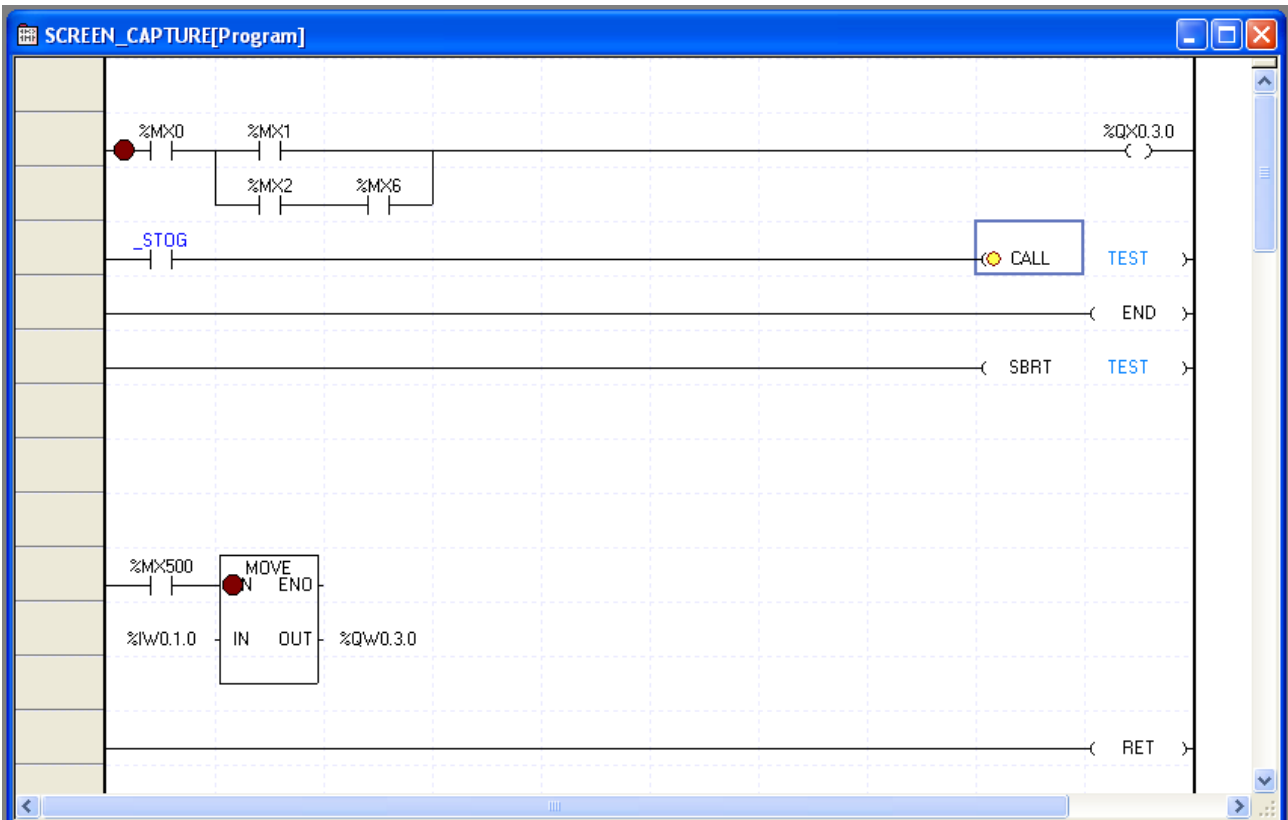 SCREEN_CAPTURE[Program]
%MX0 %MX1 %QX0.3.0
%MX2 %MX6
_STOG
CALL TEST
END
SBRT TEST
%MX500 MOVE
N ENO
%IW0.1.0 IN OUT %QW0.3.0
RET